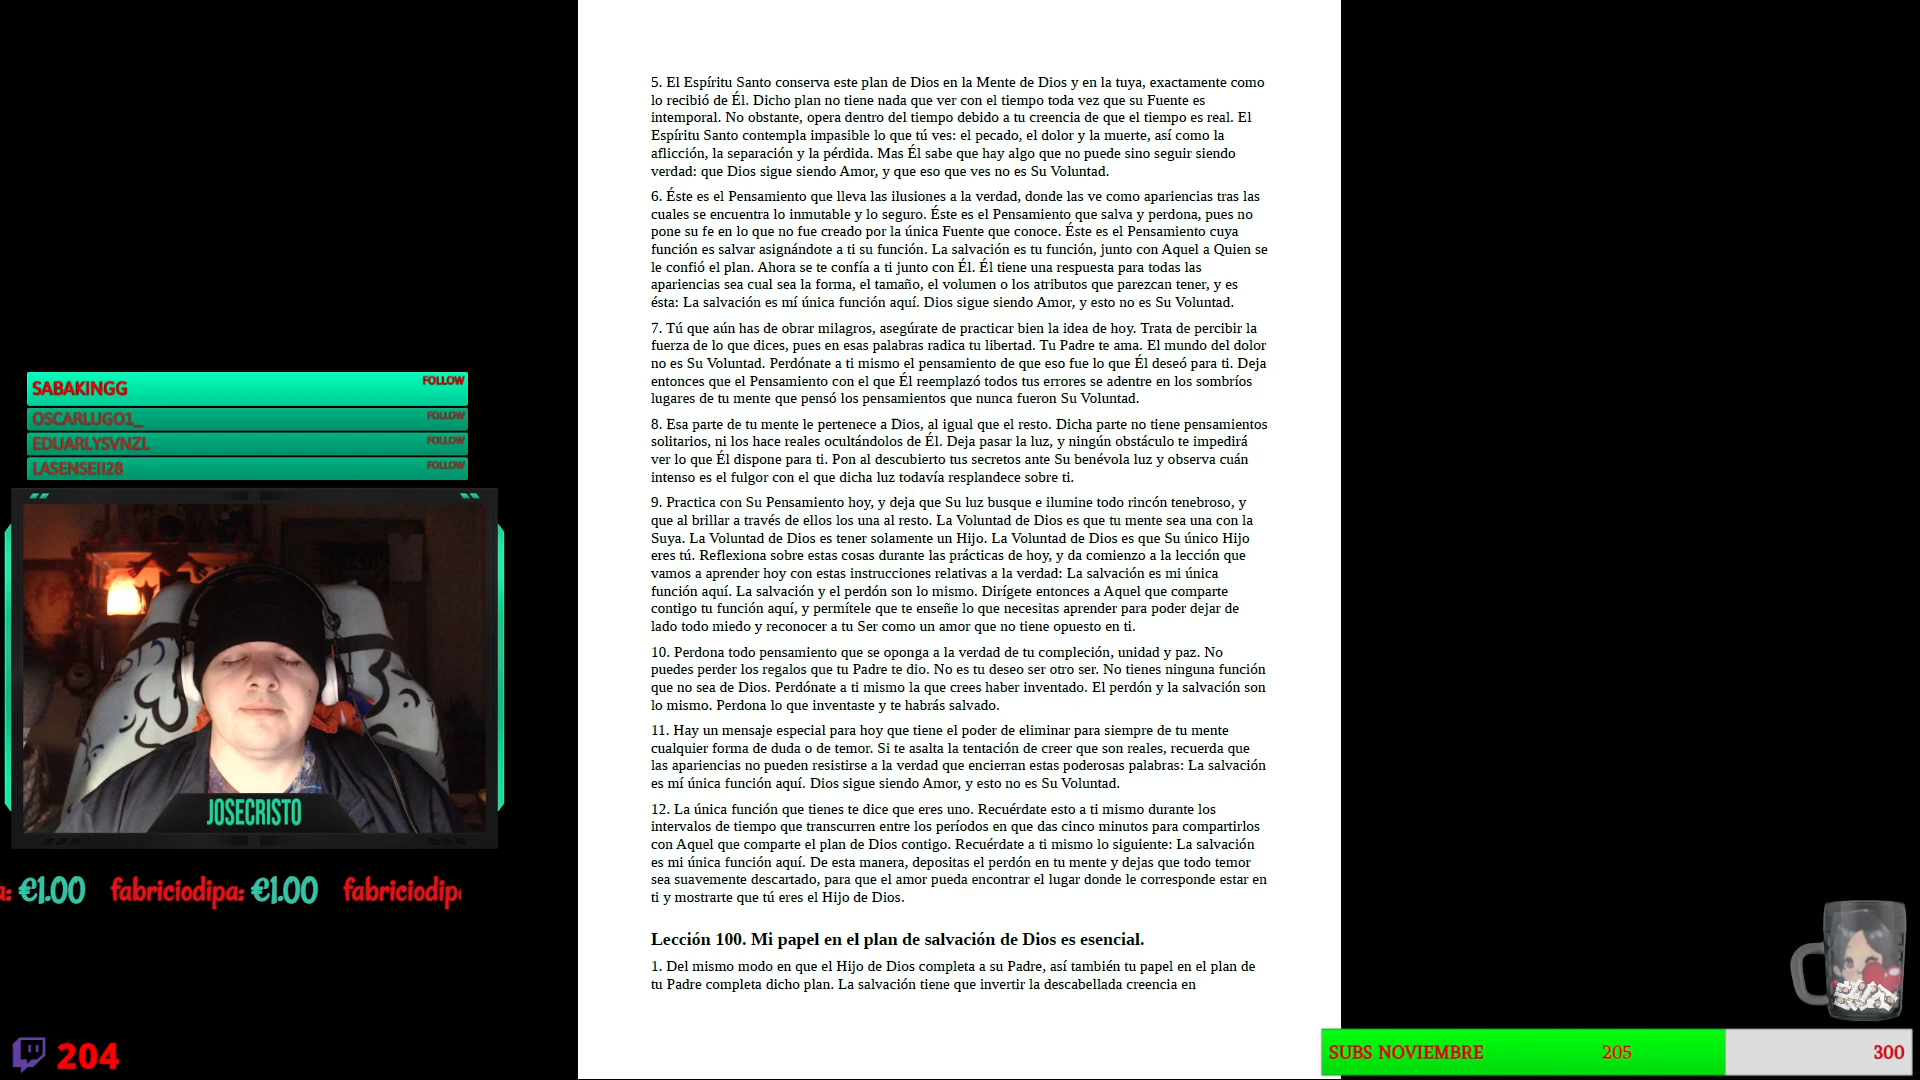 5. El Espíritu Santo conserva este plan de Dios en la Mente de Dios y en la tuya, exactamente como
lo recibió de Él. Dicho plan no tiene nada que ver con el tiempo toda vez que su Fuente es
intemporal. No obstante, opera dentro del tiempo debido a tu creencia de que el tiempo es real. El
Espíritu Santo contempla impasible lo que tú ves: el pecado, el dolor y la muerte, así como la
aflicción, la separación y la pérdida. Mas Él sabe que hay algo que no puede sino seguir siendo
verdad: que Dios sigue siendo Amor, y que eso que ves no es Su Voluntad.
6. Éste es el Pensamiento que lleva las ilusiones a la verdad, donde las ve como apariencias tras las
cuales se encuentra lo inmutable y lo seguro. Éste es el Pensamiento que salva y perdona, pues no
pone su fe en lo que no fue creado por la única Fuente que conoce. Éste es el Pensamiento cuya
función es salvar asignándote a ti su función. La salvación es tu función, junto con Aquel a Quien se
le confió el plan. Ahora se te confía a ti junto con Él. Él tiene una respuesta para todas las
apariencias sea cual sea la forma, el tamaño, el volumen o los atributos que parezcan tener, y es
ésta: La salvación es mí única función aquí. Dios sigue siendo Amor, y esto no es Su Voluntad.
7. Tú que aún has de obrar milagros, asegúrate de practicar bien la idea de hoy. Trata de percibir la
fuerza de lo que dices, pues en esas palabras radica tu libertad. Tu Padre te ama. El mundo del dolor
no es Su Voluntad. Perdónate a ti mismo el pensamiento de que eso fue lo que Él deseó para ti. Deja
entonces que el Pensamiento con el que Él reemplazó todos tus errores se adentre en los sombríos
lugares de tu mente que pensó los pensamientos que nunca fueron Su Voluntad.
8. Esa parte de tu mente le pertenece a Dios, al igual que el resto. Dicha parte no tiene pensamientos
solitarios, ni los hace reales ocultándolos de Él. Deja pasar la luz, y ningún obstáculo te impedirá
ver lo que Él dispone para ti. Pon al descubierto tus secretos ante Su benévola luz y observa cuán
intenso es el fulgor con el que dicha luz todavía resplandece sobre ti.
9. Practica con Su Pensamiento hoy, y deja que Su luz busque e ilumine todo rincón tenebroso, y
que al brillar a través de ellos los una al resto. La Voluntad de Dios es que tu mente sea una con la
Suya. La Voluntad de Dios es tener solamente un Hijo. La Voluntad de Dios es que Su único Hijo
eres tú. Reflexiona sobre estas cosas durante las prácticas de hoy, y da comienzo a la lección que
vamos a aprender hoy con estas instrucciones relativas a la verdad: La salvación es mi única
función aquí. La salvación y el perdón son lo mismo. Dirígete entonces a Aquel que comparte
contigo tu función aquí, y permítele que te enseñe lo que necesitas aprender para poder dejar de
lado todo miedo y reconocer a tu Ser como un amor que no tiene opuesto en ti.
10. Perdona todo pensamiento que se oponga a la verdad de tu compleción, unidad y paz. No
puedes perder los regalos que tu Padre te dio. No es tu deseo ser otro ser. No tienes ninguna función
que no sea de Dios. Perdónate a ti mismo la que crees haber inventado. El perdón y la salvación son
lo mismo. Perdona lo que inventaste y te habrás salvado.
11. Hay un mensaje especial para hoy que tiene el poder de eliminar para siempre de tu mente
cualquier forma de duda o de temor. Si te asalta la tentación de creer que son reales, recuerda que
las apariencias no pueden resistirse a la verdad que encierran estas poderosas palabras: La salvación
es mí única función aquí. Dios sigue siendo Amor, y esto no es Su Voluntad.
12. La única función que tienes te dice que eres uno. Recuérdate esto a ti mismo durante los
intervalos de tiempo que transcurren entre los períodos en que das cinco minutos para compartirlos
con Aquel que comparte el plan de Dios contigo. Recuérdate a ti mismo lo siguiente: La salvación
es mi única función aquí. De esta manera, depositas el perdón en tu mente y dejas que todo temor
sea suavemente descartado, para que el amor pueda encontrar el lugar donde le corresponde estar en
ti y mostrarte que tú eres el Hijo de Dios.
Lección 100. Mi papel en el plan de salvación de Dios es esencial.
1. Del mismo modo en que el Hijo de Dios completa a su Padre, así también tu papel en el plan de
tu Padre completa dicho plan. La salvación tiene que invertir la descabellada creencia en
SABAKINGG FOLLOW
OSCARLUGO1_ FOLLOW
EDUARLYSVNZL FOLLOW
LASENSEII28 FOLLOW
JOSECRISTO
a: €1.00 fabriciodipa: €1.00 fabriciodip
204
SUBS NOVIEMBRE 205 300